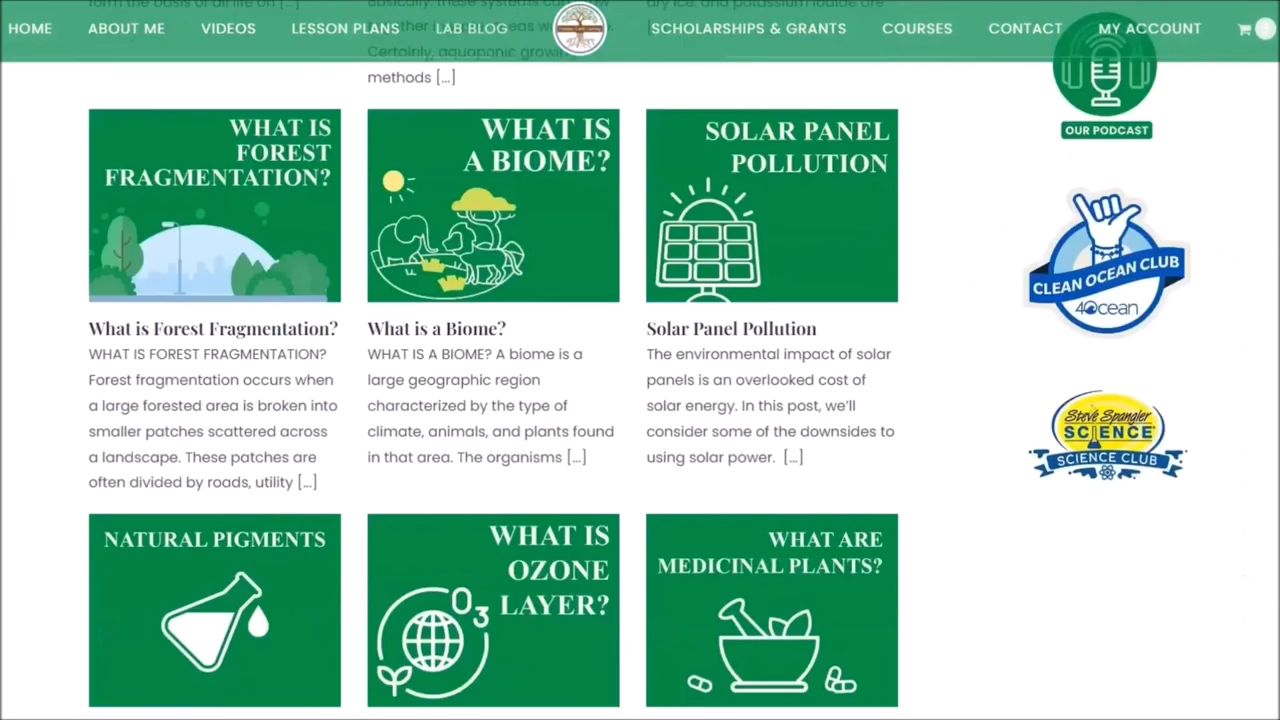 HOME ABOUT ME VIDEOS LESSON PLANS LAB BLOG SCHOLARSHIPS & GRANTS COURSES CONTACT MY ACCOUNT
Certainly, aquaponic growing
methods [...]
OUR PODCAST
WHAT IS
FOREST
FRAGMENTATION?
What is Forest Fragmentation?
WHAT IS FOREST FRAGMENTATION?
Forest fragmentation occurs when
a large forested area is broken into
smaller patches scattered across
a landscape. These patches are
often divided by roads, utility [...]
WHAT IS
A BIOME?
What is a Biome?
WHAT IS A BIOME? A biome is a
large geographic region
characterized by the type of
climate, animals, and plants found
in that area. The organisms [...]
SOLAR PANEL
POLLUTION
Solar Panel Pollution
The environmental impact of solar
panels is an overlooked cost of
solar energy. In this post, we'll
consider some of the downsides to
using solar power. [...]
CLEAN OCEAN CLUB
4Ocean
Steve Spangler
SCIENCE
SCIENCE CLUB
NATURAL PIGMENTS
WHAT IS
OZONE
LAYER?
O3
WHAT ARE
MEDICINAL PLANTS?